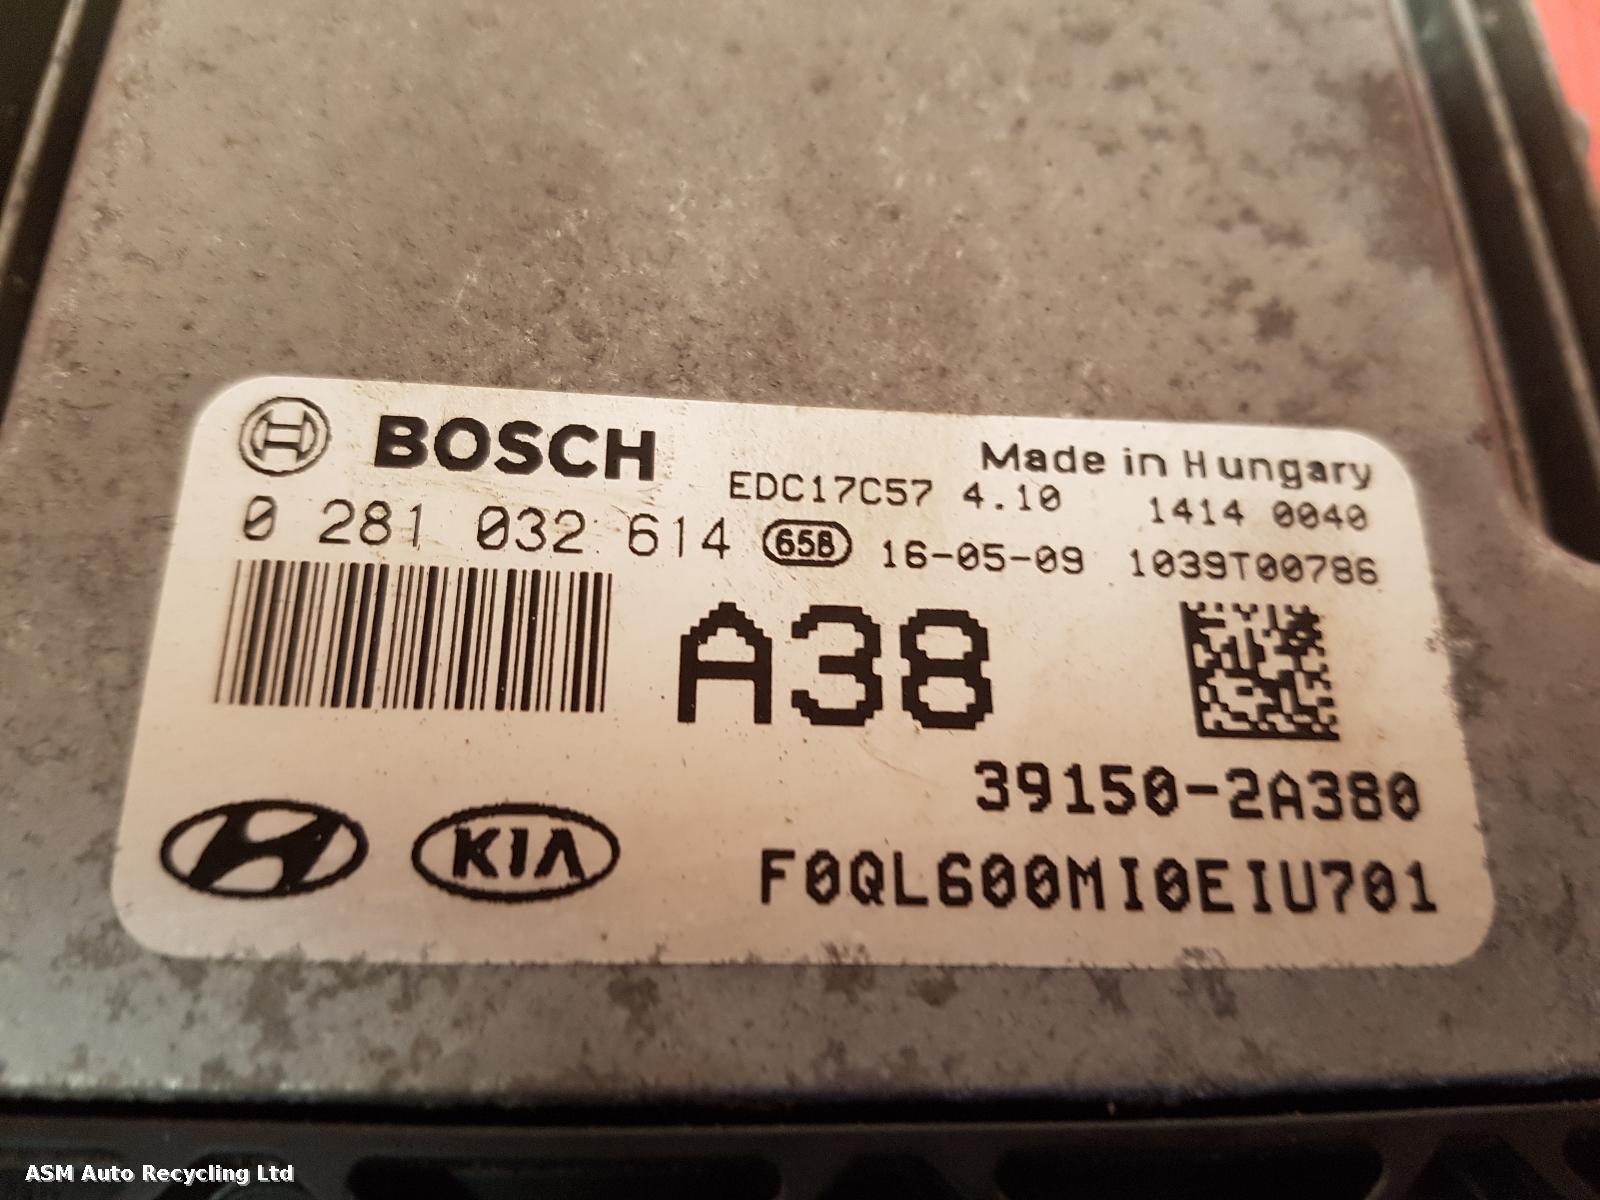 BOSCH
Made in Hungary
EDC17C57 4.10 1414 0040
0 281 032 614 658 16-05-09 1039T00786
A38
39150-2A380
KIA
F0QL600MI0EIU701
ASM Auto Recycling Ltd